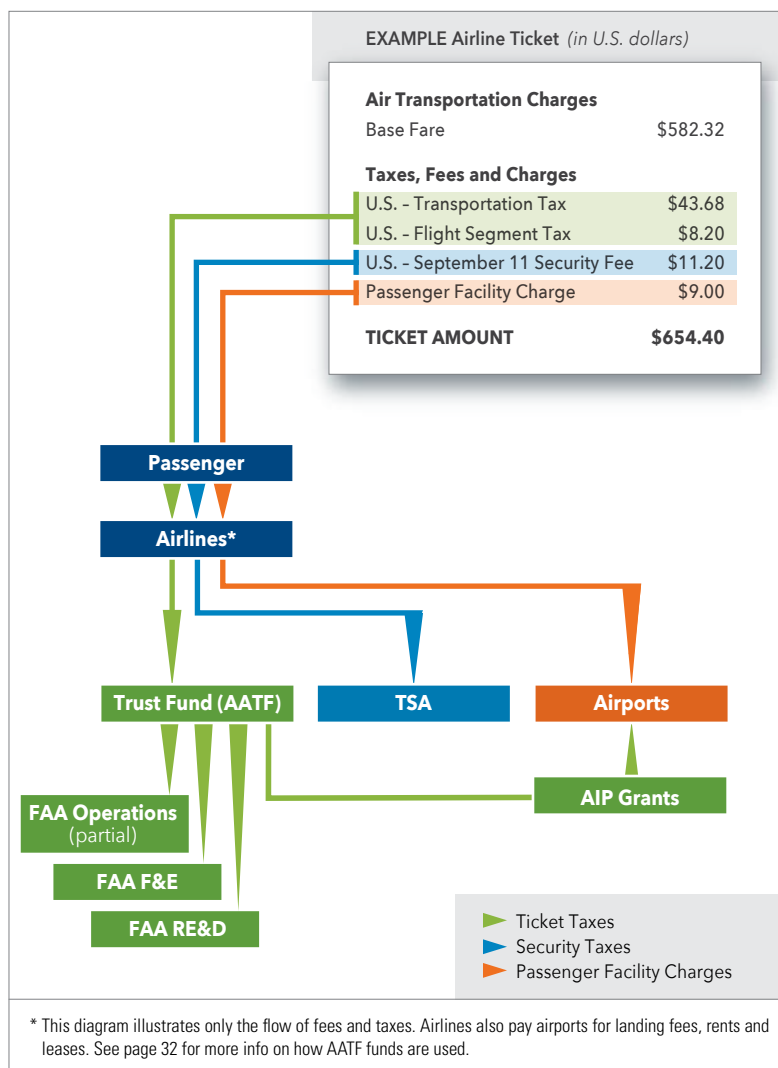 EXAMPLE Airline Ticket (in U.S. dollars)
Air Transportation Charges
Base Fare $582.32
Taxes, Fees and Charges
U.S. – Transportation Tax $43.68
U.S. – Flight Segment Tax $8.20
U.S. – September 11 Security Fee $11.20
Passenger Facility Charge $9.00
TICKET AMOUNT $654.40
Passenger
Airlines*
Trust Fund (AATF)
TSA
Airports
AIP Grants
FAA Operations
(partial)
FAA F&E
FAA RE&D
Ticket Taxes
Security Taxes
Passenger Facility Charges
* This diagram illustrates only the flow of fees and taxes. Airlines also pay airports for landing fees, rents and
leases. See page 32 for more info on how AATF funds are used.